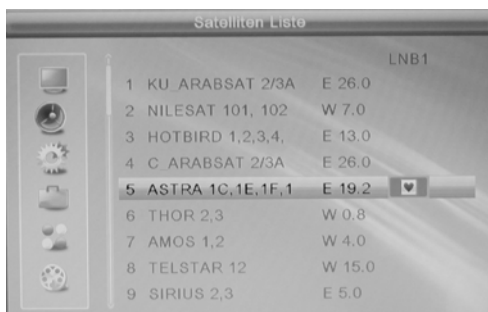 Satelliten Liste
LNB1
1 KU_ARABSAT 2/3A E 26.0
2 NILESAT 101, 102 W 7.0
3 HOTBIRD 1,2,3,4, E 13.0
4 C_ARABSAT 2/3A E 26.0
5 ASTRA 1C,1E,1F,1 E 19.2
6 THOR 2,3 W 0.8
7 AMOS 1,2 W 4.0
8 TELSTAR 12 W 15.0
9 SIRIUS 2,3 E 5.0